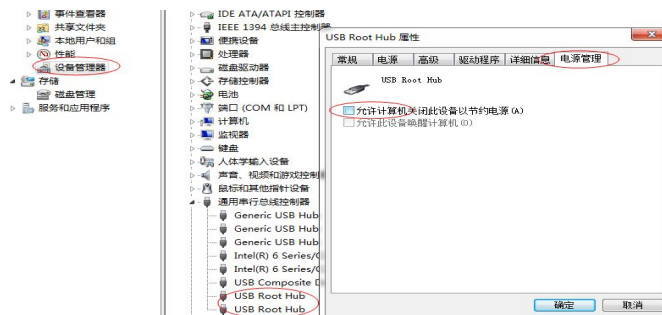 事件查看器
共享文件夹
本地用户和组
性能
设备管理器
存储
磁盘管理
服务和应用程序
IDE ATA/ATAPI 控制器
IEEE 1394 总线主控制器
便携设备
处理器
磁盘驱动器
存储控制器
电池
端口 (COM 和 LPT)
计算机
监视器
键盘
人体学输入设备
声音、视频和游戏控制
鼠标和其他指针设备
通用串行总线控制器
Generic USB Hub
Generic USB Hub
Generic USB Hub
Intel(R) 6 Series/C
Intel(R) 6 Series/C
USB Composite D
USB Root Hub
USB Root Hub
USB Root Hub 属性
常规 电源 高级 驱动程序 详细信息 电源管理
USB Root Hub
允许计算机关闭此设备以节约电源(A)
允许此设备唤醒计算机(O)
确定 取消